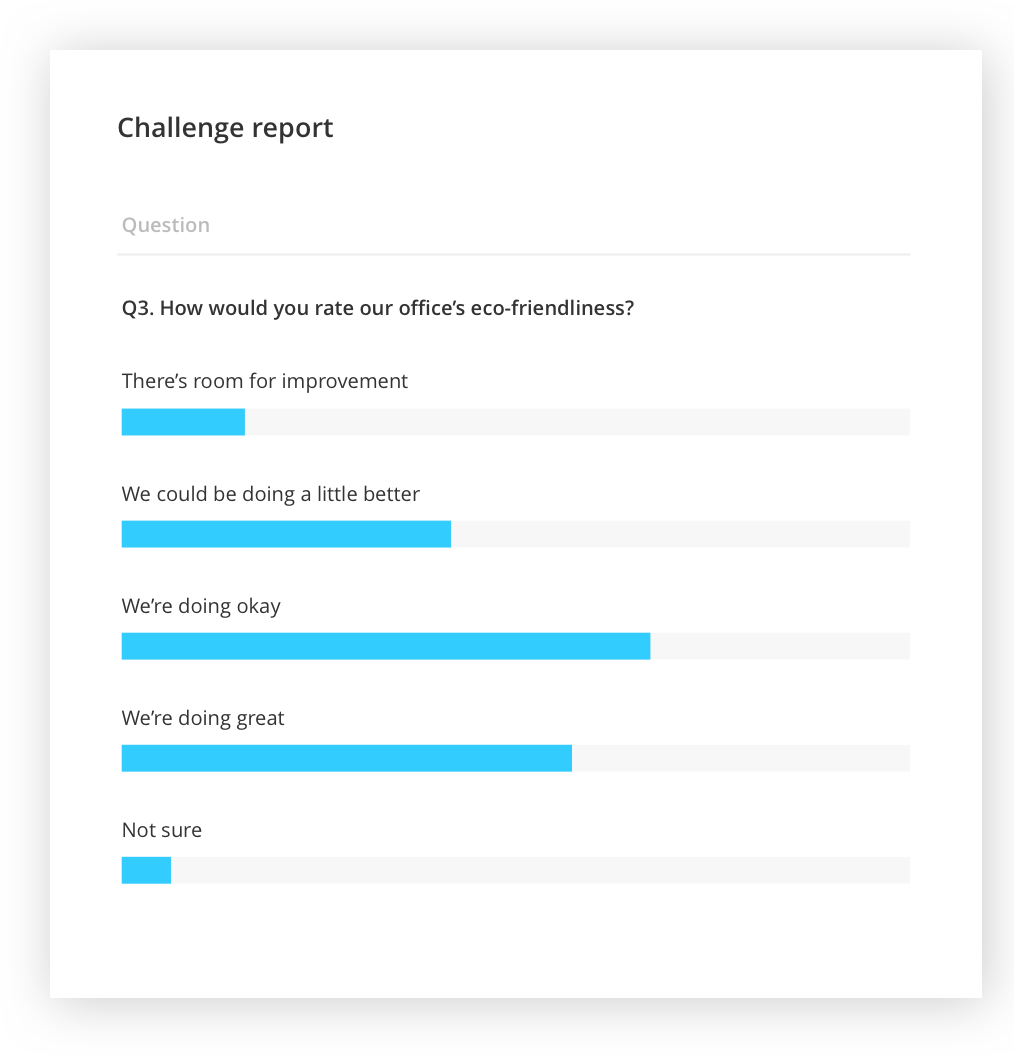 Challenge report
Question
Q3. How would you rate our office’s eco-friendliness?
There’s room for improvement
We could be doing a little better
We’re doing okay
We’re doing great
Not sure